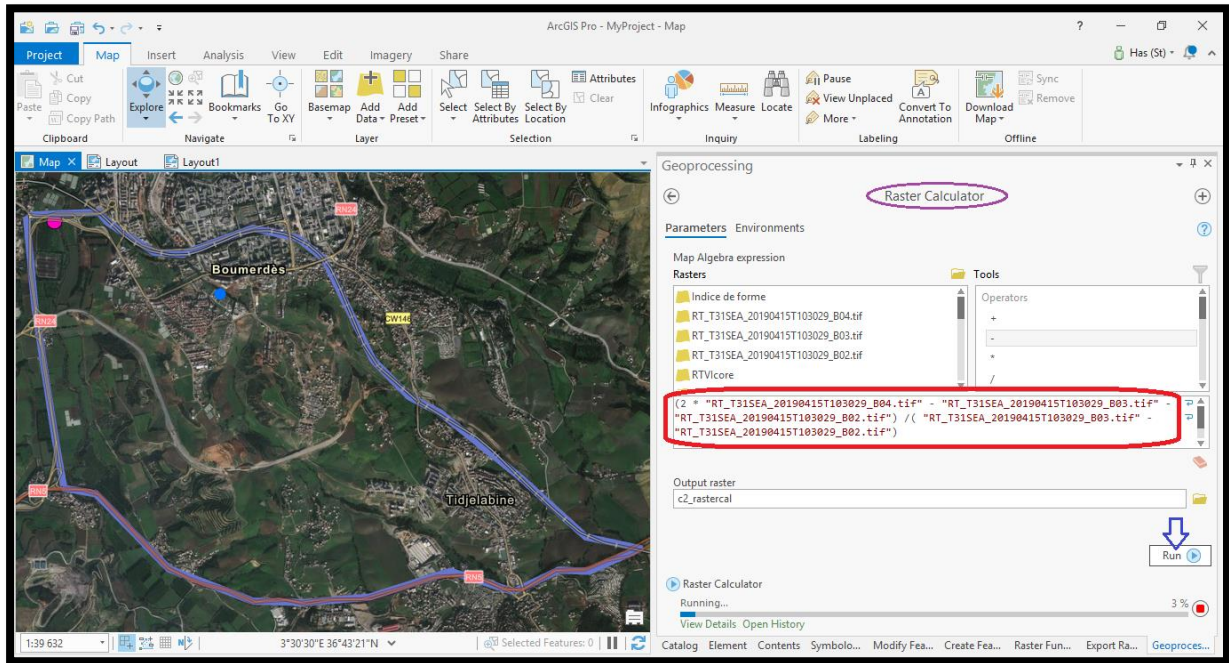 ArcGIS Pro - MyProject - Map
?
Project Map Insert Analysis View Edit Imagery Share
Has (St)
Paste
Cut
Copy
Copy Path
Clipboard
Explore
Bookmarks
Go To XY
Navigate
Basemap
Add Data
Add Preset
Layer
Select
Select By Attributes
Select By Location
Attributes
Clear
Selection
Infographics
Measure
Locate
Inquiry
Pause
View Unplaced
More
Convert To Annotation
Labeling
Download Map
Sync
Remove
Offline
Map Layout Layout1
RN24
Boumerdès
CW146
RN24
RN5
Tidjelabine
RN5
1:39 632
3°30'30"E 36°43'21"N
Selected Features: 0
Geoprocessing
Raster Calculator
Parameters Environments
?
Map Algebra expression
Rasters
Indice de forme
RT_T31SEA_20190415T103029_B04.tif
RT_T31SEA_20190415T103029_B03.tif
RT_T31SEA_20190415T103029_B02.tif
RTVIcore
Tools
Operators
+
-
*
/
(2 * "RT_T31SEA_20190415T103029_B04.tif" - "RT_T31SEA_20190415T103029_B03.tif" -
"RT_T31SEA_20190415T103029_B02.tif") /( "RT_T31SEA_20190415T103029_B03.tif" -
"RT_T31SEA_20190415T103029_B02.tif")
Output raster
c2_rastercal
Run
Raster Calculator
Running...
3 %
View Details Open History
Catalog Element Contents Symbolo... Modify Fea... Create Fea... Raster Fun... Export Ra... Geoproces...